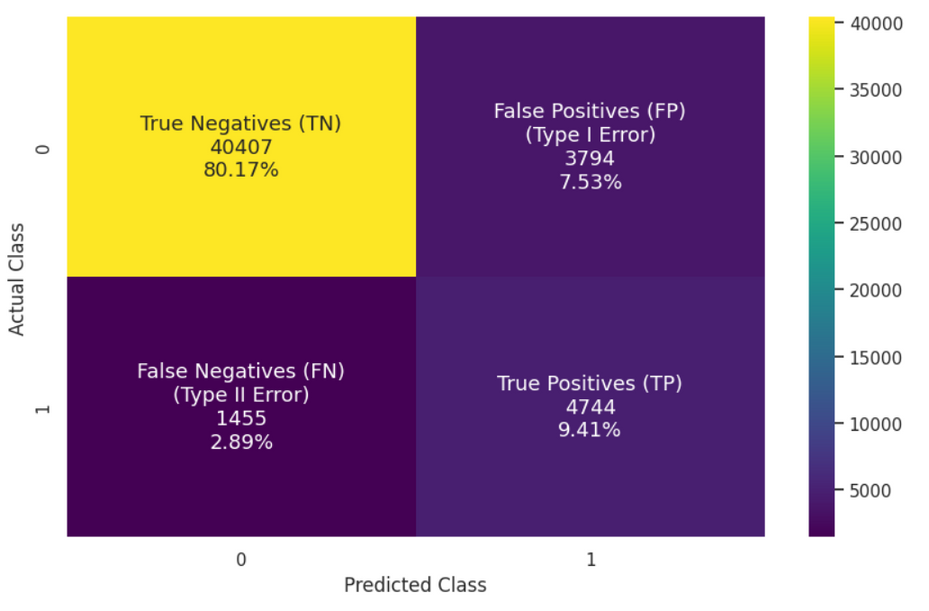 True Negatives (TN)
40407
80.17%
False Positives (FP)
(Type I Error)
3794
7.53%
False Negatives (FN)
(Type II Error)
1455
2.89%
True Positives (TP)
4744
9.41%
0
1
Actual Class
0
1
Predicted Class
40000
35000
30000
25000
20000
15000
10000
5000